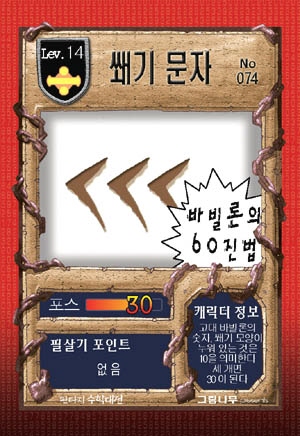 Lev. 14
쐐기 문자
No
074
바빌론의
60진법
포스 30
필살기 포인트
없음
캐릭터 정보
고대 바빌론의
숫자, 쐐기 모양이
누워 있는 것은
10을 의미한다
세 개면
30이 된다
판타지 수학대전
그림나무